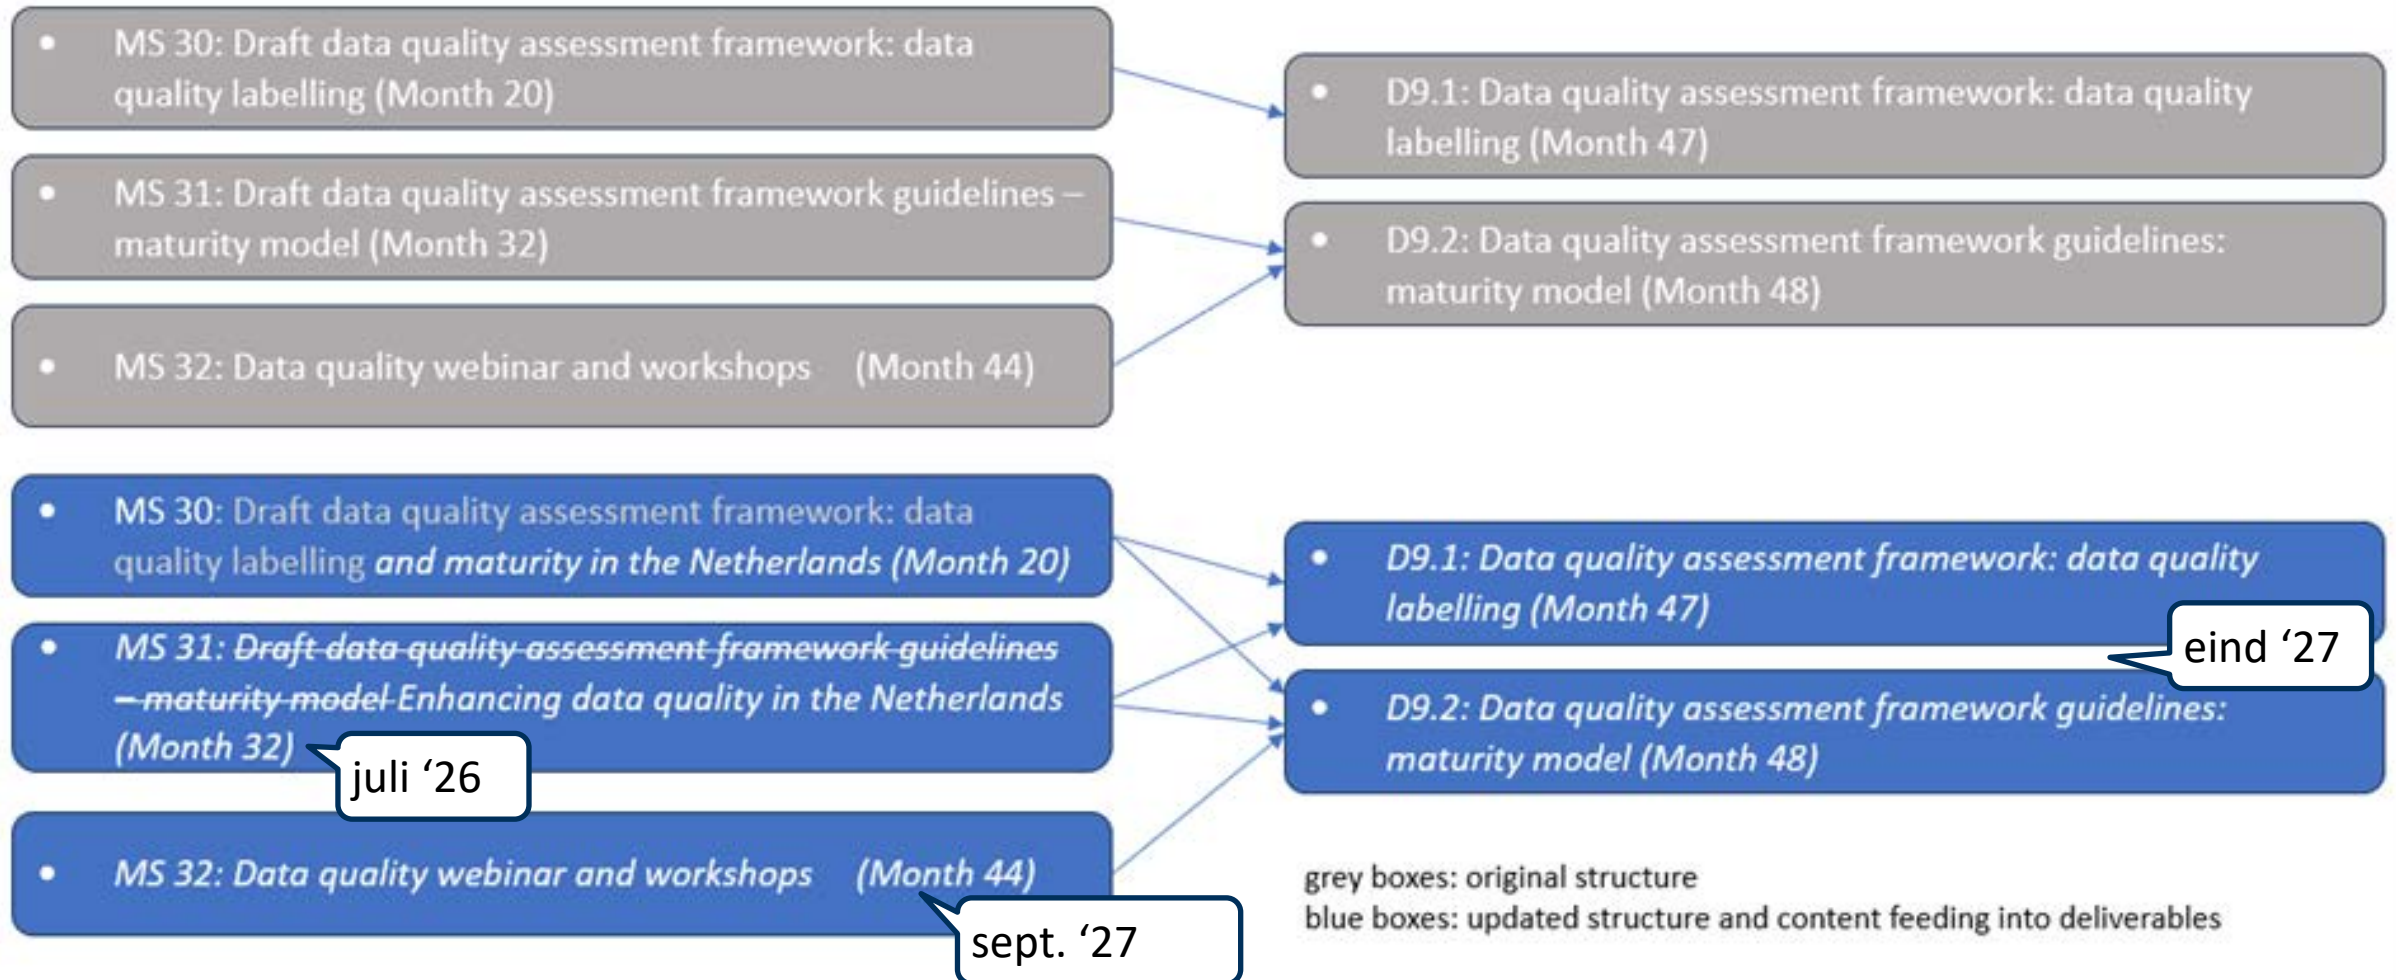 • MS 30: Draft data quality assessment framework: data
quality labelling (Month 20)
• MS 31: Draft data quality assessment framework guidelines –
maturity model (Month 32)
• MS 32: Data quality webinar and workshops (Month 44)
• D9.1: Data quality assessment framework: data quality
labelling (Month 47)
• D9.2: Data quality assessment framework guidelines:
maturity model (Month 48)
• MS 30: Draft data quality assessment framework: data
quality labelling and maturity in the Netherlands (Month 20)
• MS 31: Draft data quality assessment framework guidelines
– maturity model Enhancing data quality in the Netherlands
(Month 32)
juli ‘26
• MS 32: Data quality webinar and workshops (Month 44)
sept. ‘27
• D9.1: Data quality assessment framework: data quality
labelling (Month 47)
eind ‘27
• D9.2: Data quality assessment framework guidelines:
maturity model (Month 48)
grey boxes: original structure
blue boxes: updated structure and content feeding into deliverables